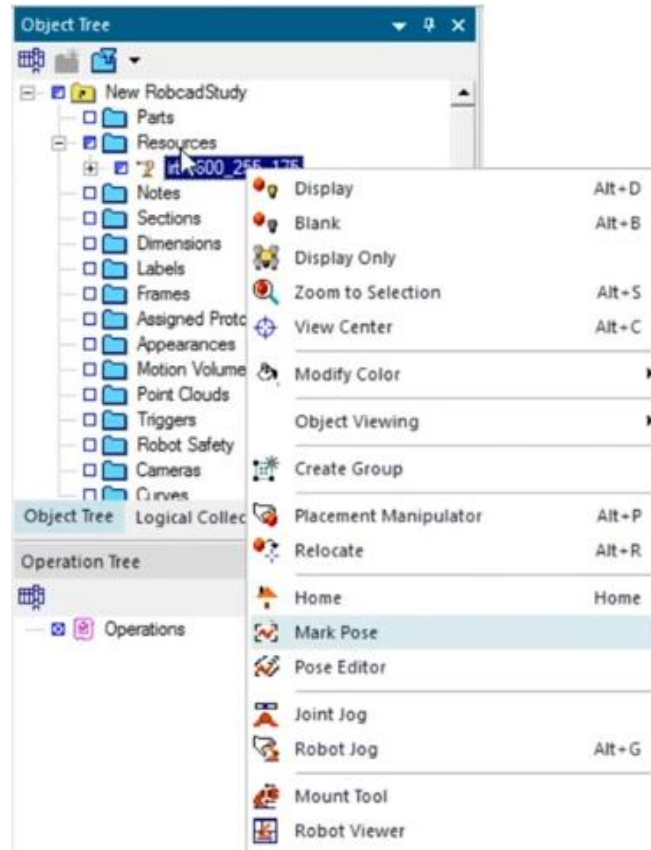 Object Tree
New RobcadStudy
Parts
Resources
600_255_175
Notes
Sections
Dimensions
Labels
Frames
Assigned Proto
Appearances
Motion Volume
Point Clouds
Triggers
Robot Safety
Cameras
Curves
Object Tree Logical Collec
Operation Tree
Operations
Display Alt+D
Blank Alt+B
Display Only
Zoom to Selection Alt+S
View Center Alt+C
Modify Color
Object Viewing
Create Group
Placement Manipulator Alt+P
Relocate Alt+R
Home Home
Mark Pose
Pose Editor
Joint Jog
Robot Jog Alt+G
Mount Tool
Robot Viewer